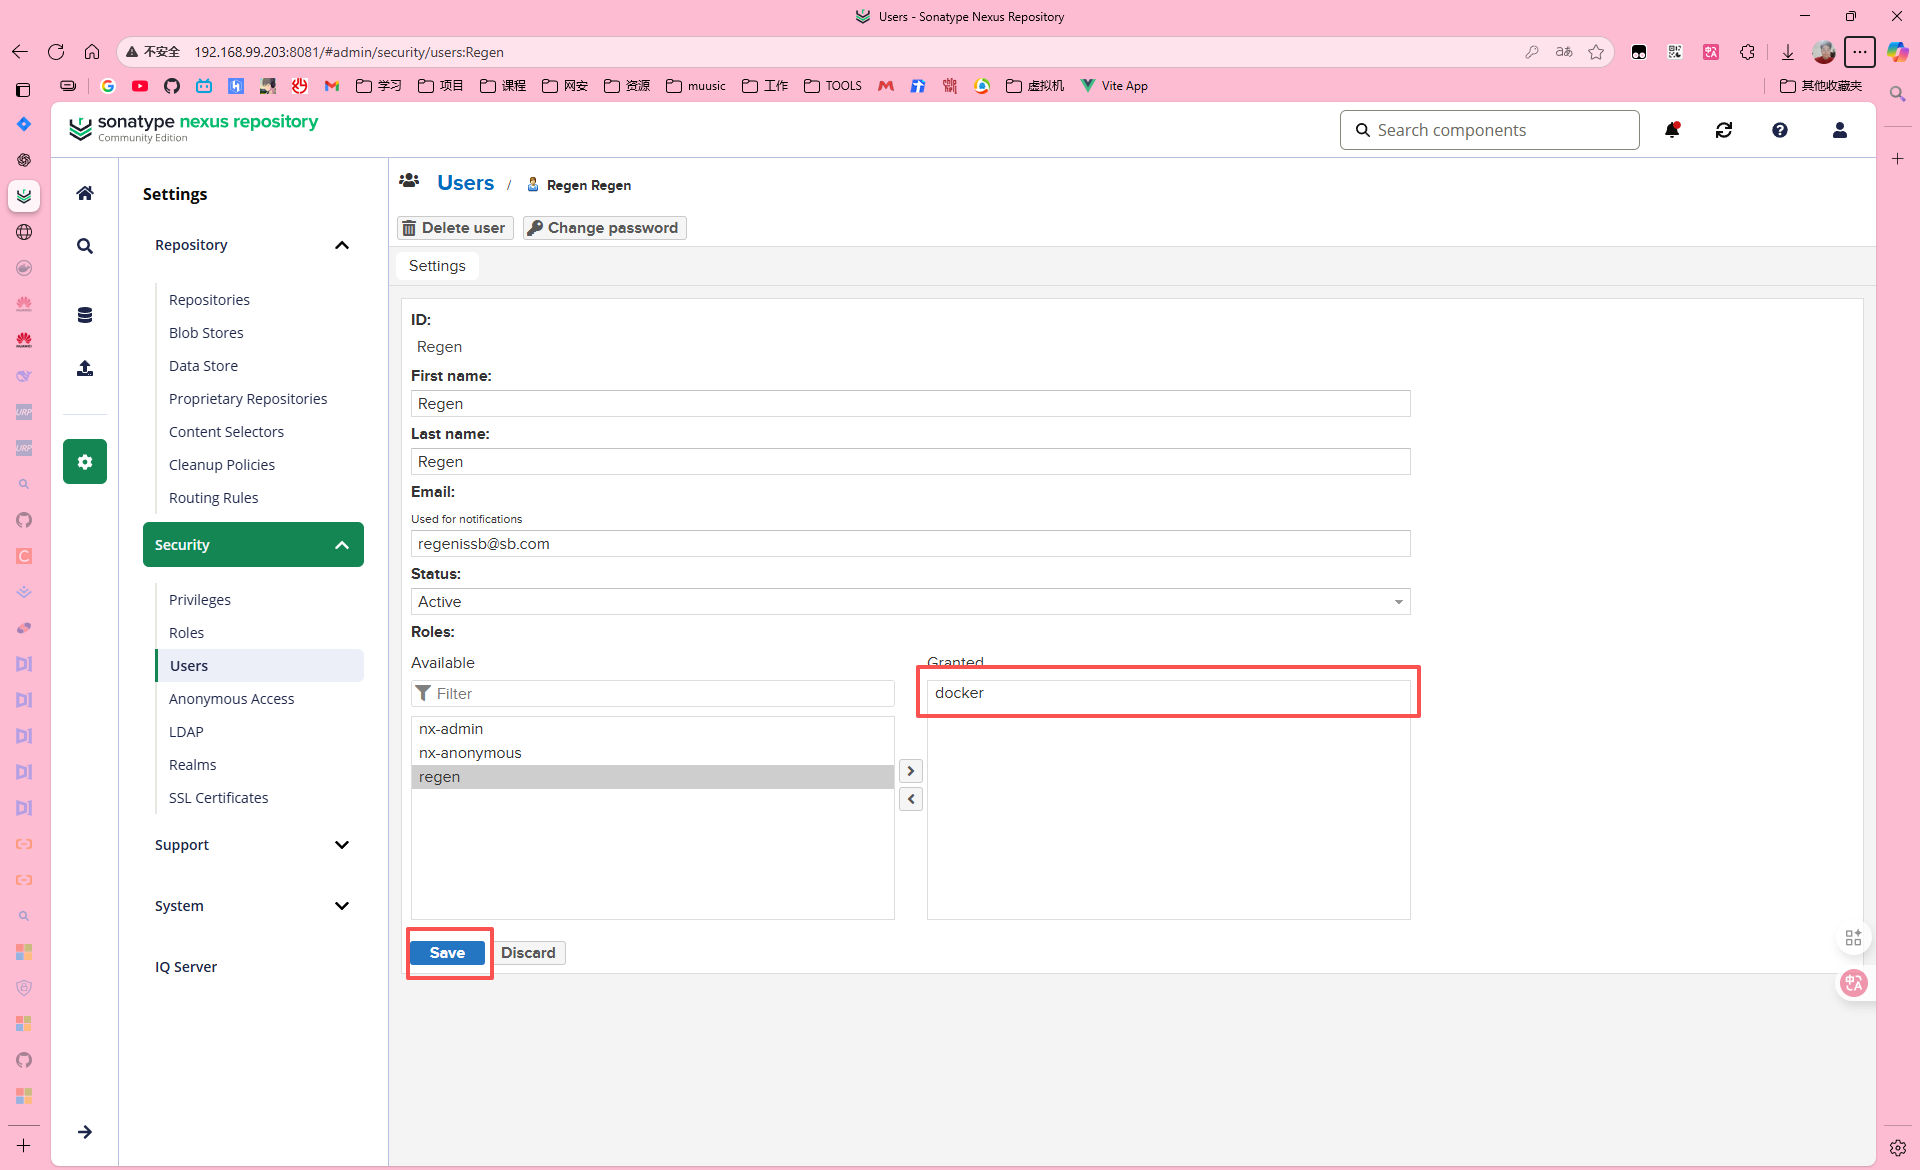 Users - Sonatype Nexus Repository
不安全 192.168.99.203:8081/#admin/security/users:Regen
学习 项目 课程 网安 资源 muusic 工作 TOOLS 虚拟机 Vite App 其他收藏夹
sonatype nexus repository
Community Edition
Search components
Settings
Repository
Repositories
Blob Stores
Data Store
Proprietary Repositories
Content Selectors
Cleanup Policies
Routing Rules
Security
Privileges
Roles
Users
Anonymous Access
LDAP
Realms
SSL Certificates
Support
System
IQ Server
Users / Regen Regen
Delete user Change password
Settings
ID:
Regen
First name:
Regen
Last name:
Regen
Email:
Used for notifications
regenissb@sb.com
Status:
Active
Roles:
Available
Filter
nx-admin
nx-anonymous
regen
Granted
docker
Save Discard